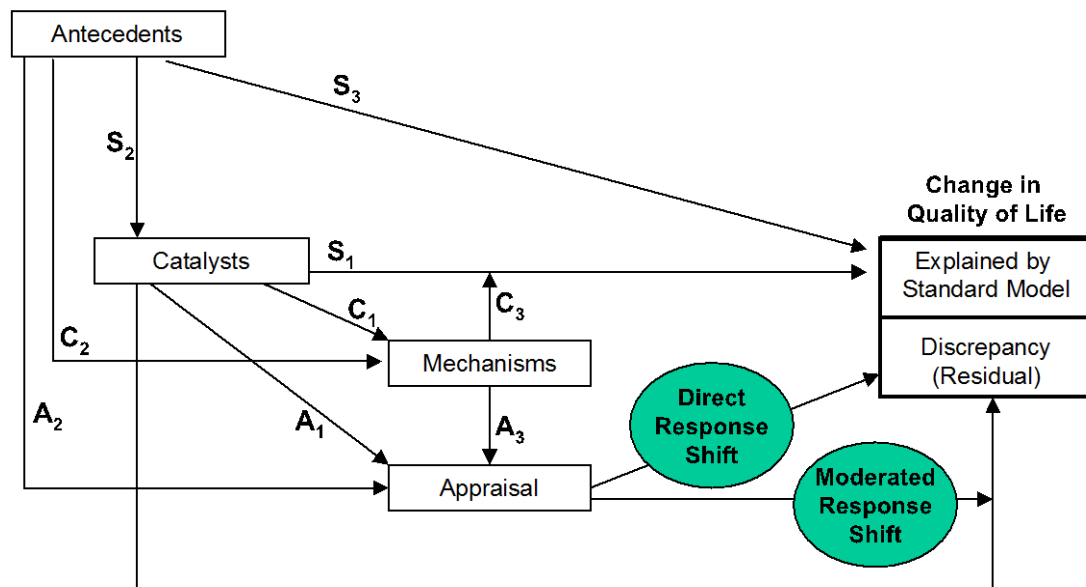 Antecedents
S₃
S₂
Change in
Quality of Life
Catalysts
S₁
Explained by
Standard Model
C₁
C₃
C₂
Mechanisms
Discrepancy
(Residual)
A₂
A₁
A₃
Direct
Response
Shift
Appraisal
Moderated
Response
Shift